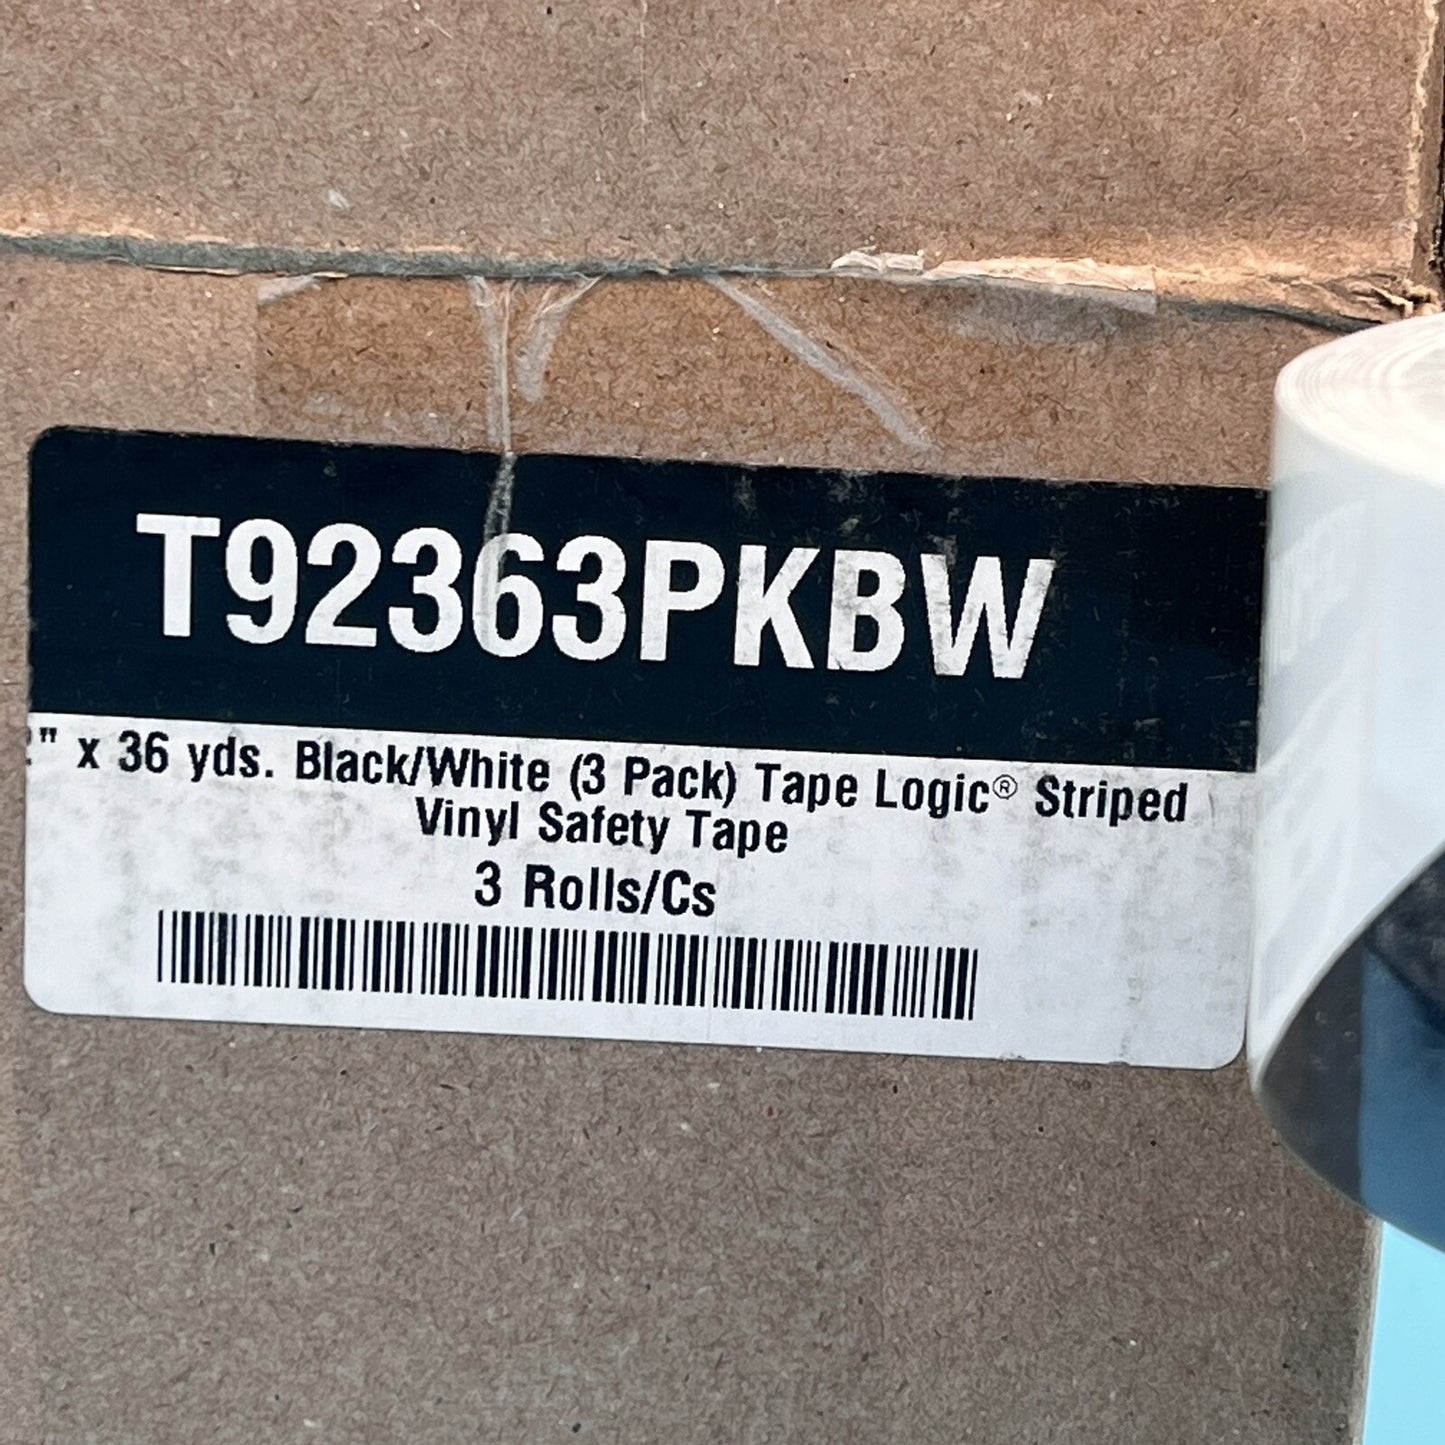 T92363PKBW
" x 36 yds. Black/White (3 Pack) Tape Logic® Striped
Vinyl Safety Tape
3 Rolls/Cs